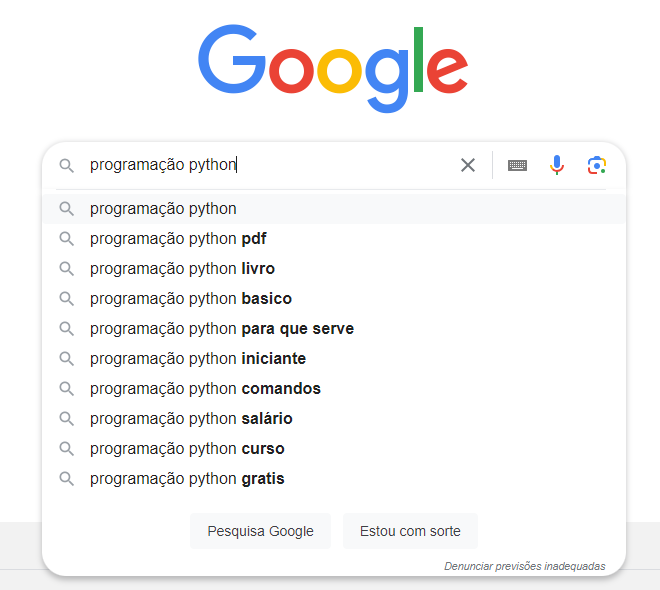 Google
programação python
programação python
programação python pdf
programação python livro
programação python basico
programação python para que serve
programação python iniciante
programação python comandos
programação python salário
programação python curso
programação python gratis
Pesquisa Google Estou com sorte
Denunciar previsões inadequadas